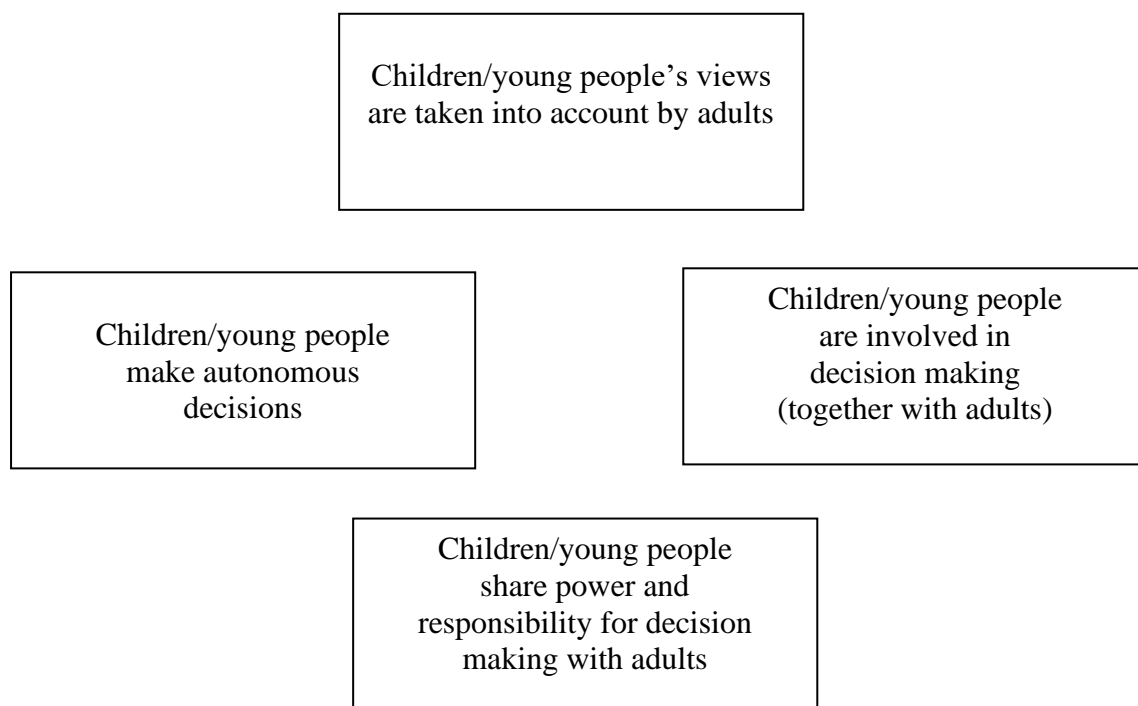 Children/young people’s views
are taken into account by adults
Children/young people
make autonomous
decisions
Children/young people
are involved in
decision making
(together with adults)
Children/young people
share power and
responsibility for decision
making with adults